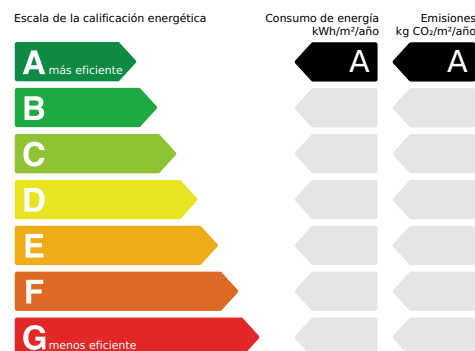 Escala de la calificación energética
Consumo de energía
kWh/m²/año
Emisiones
kg CO₂/m²/año
A más eficiente
A
A
B
C
D
E
F
G menos eficiente